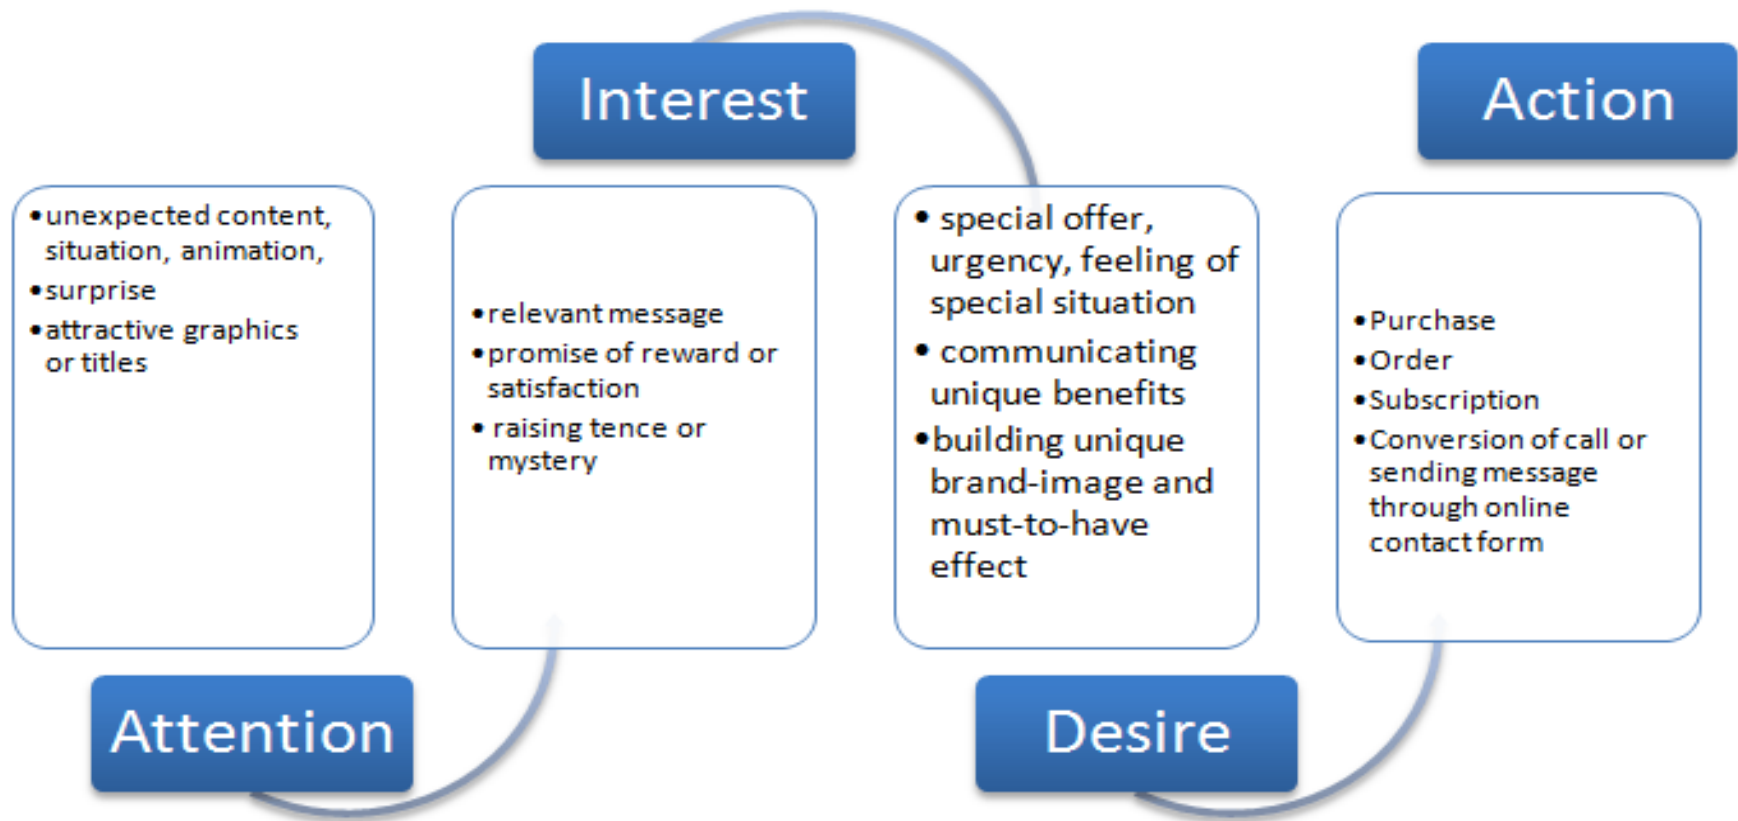 Attention
•unexpected content,
situation, animation,
•surprise
•attractive graphics
or titles
Interest
•relevant message
•promise of reward or
satisfaction
• raising tence or
mystery
Desire
• special offer,
urgency, feeling of
special situation
• communicating
unique benefits
•building unique
brand-image and
must-to-have
effect
Action
•Purchase
•Order
•Subscription
•Conversion of call or
sending message
through online
contact form